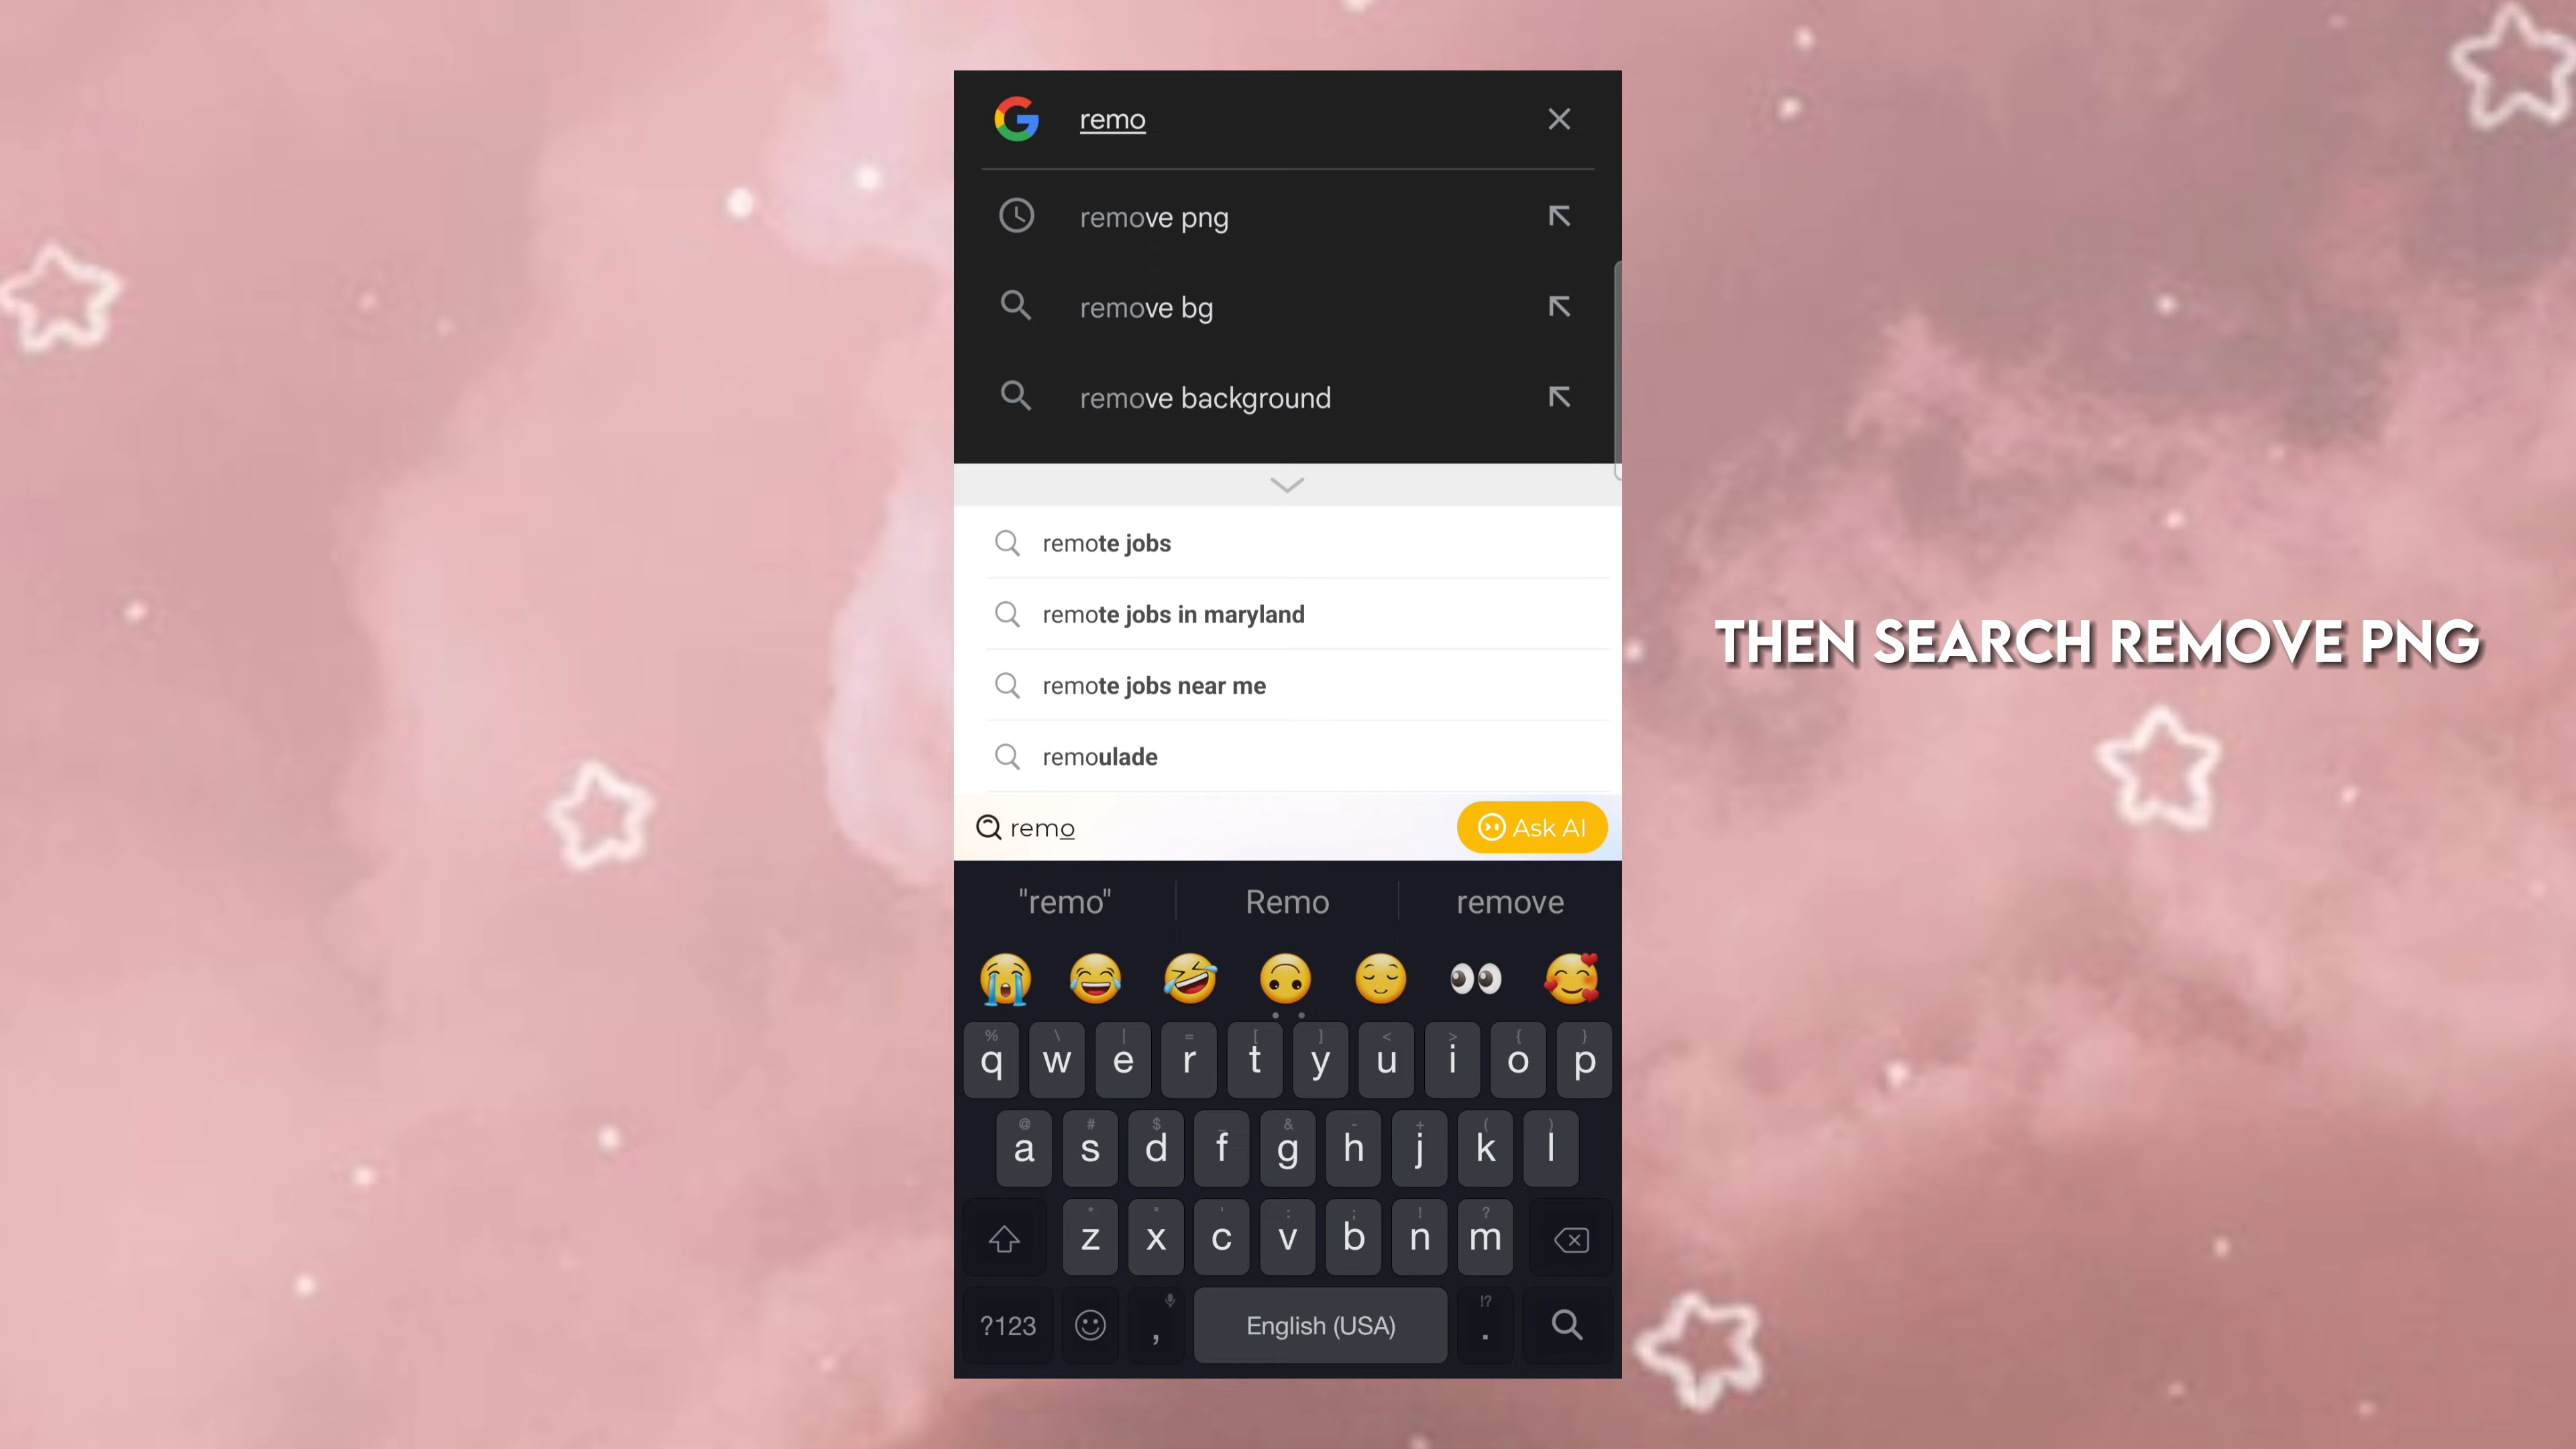 remo
remove png
remove bg
remove background
remote jobs
remote jobs in maryland
remote jobs near me
remoulade
remo
Ask AI
"remo" Remo remove
% \ | = [ ] < > { }
q w e r t y u i o p
@ # $ _ & - + ( )
a s d f g h j k l
* " ' : ; ! ?
z x c v b n m
!?
?123 , English (USA) .
THEN SEARCH REMOVE PNG